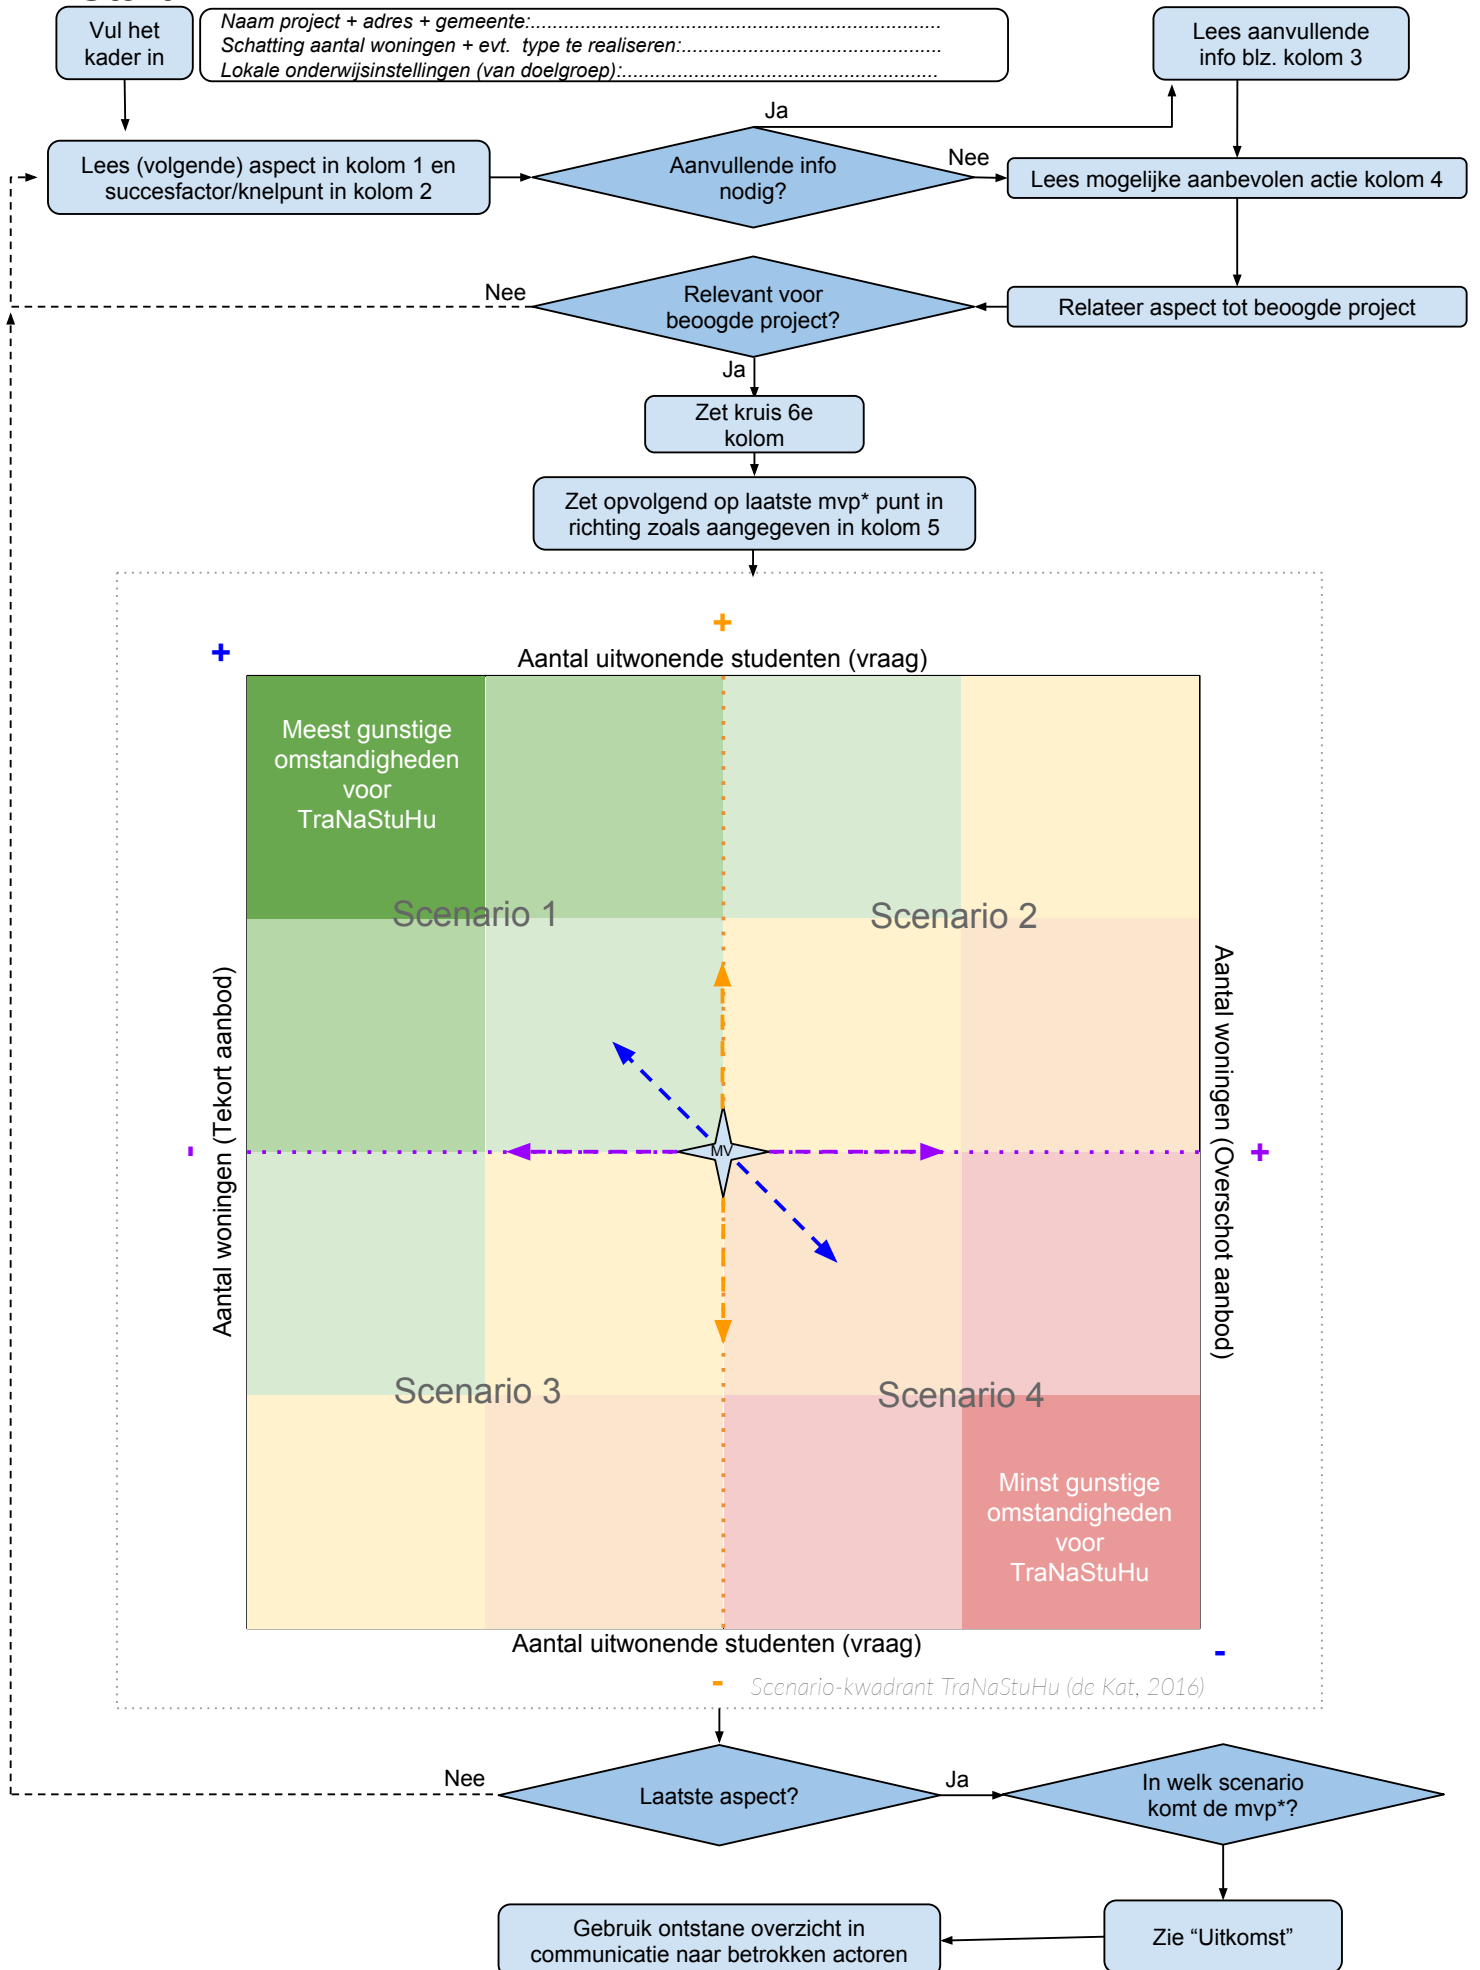 Vul het
kader in
Naam project + adres + gemeente:......................................................................
Schatting aantal woningen + evt. type te realiseren:............................................
Lokale onderwijsinstellingen (van doelgroep):......................................................
Lees aanvullende
info blz. kolom 3
Ja
Lees (volgende) aspect in kolom 1 en
succesfactor/knelpunt in kolom 2
Aanvullende info
nodig?
Nee
Lees mogelijke aanbevolen actie kolom 4
Nee
Relevant voor
beoogde project?
Relateer aspect tot beoogde project
Ja
Zet kruis 6e
kolom
Zet opvolgend op laatste mvp* punt in
richting zoals aangegeven in kolom 5
+
+
Aantal uitwonende studenten (vraag)
Meest gunstige
omstandigheden
voor
TraNaStuHu
Scenario 1
Scenario 2
Aantal woningen (Tekort aanbod)
Aantal woningen (Overschot aanbod)
-
MV
+
Scenario 3
Scenario 4
Minst gunstige
omstandigheden
voor
TraNaStuHu
Aantal uitwonende studenten (vraag)
-
-
Scenario-kwadrant TraNaStuHu (de Kat, 2016)
Nee
Laatste aspect?
Ja
In welk scenario
komt de mvp*?
Gebruik ontstane overzicht in
communicatie naar betrokken actoren
Zie “Uitkomst”